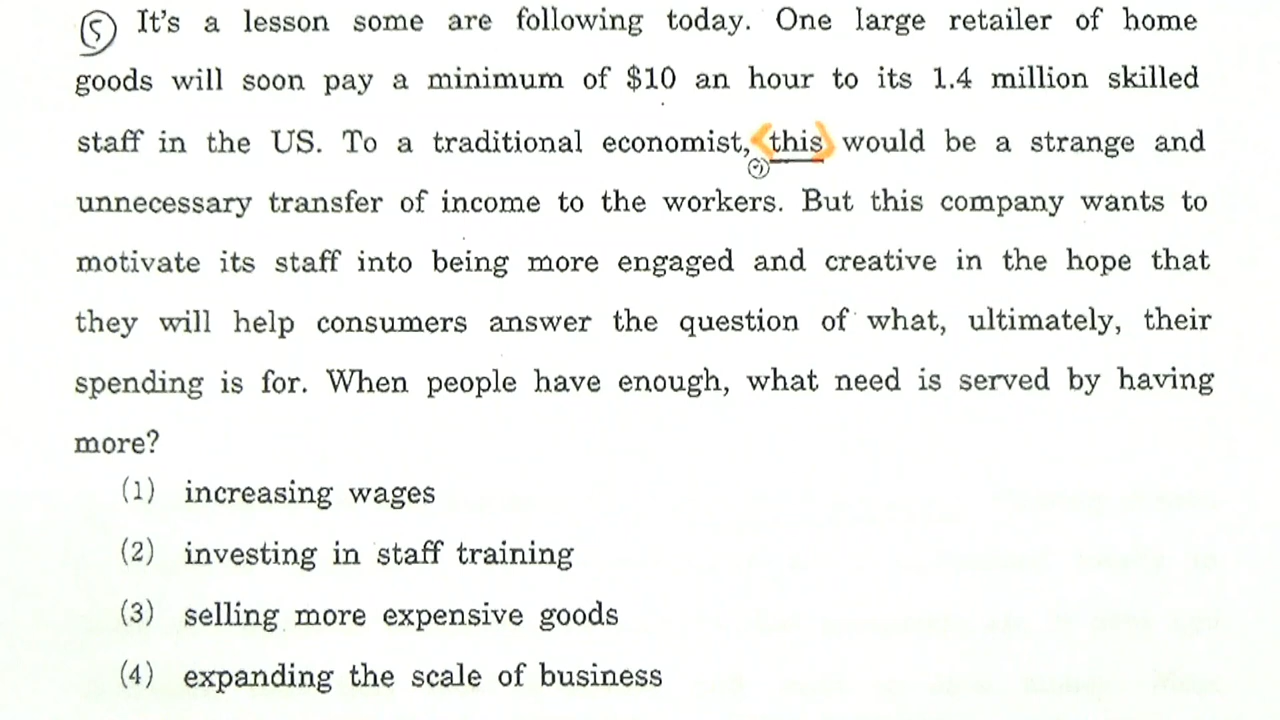 ⑤ It's a lesson some are following today. One large retailer of home
goods will soon pay a minimum of $10 an hour to its 1.4 million skilled
staff in the US. To a traditional economist, <this> would be a strange and
unnecessary transfer of income to the workers. But this company wants to
motivate its staff into being more engaged and creative in the hope that
they will help consumers answer the question of what, ultimately, their
spending is for. When people have enough, what need is served by having
more?
(1) increasing wages
(2) investing in staff training
(3) selling more expensive goods
(4) expanding the scale of business